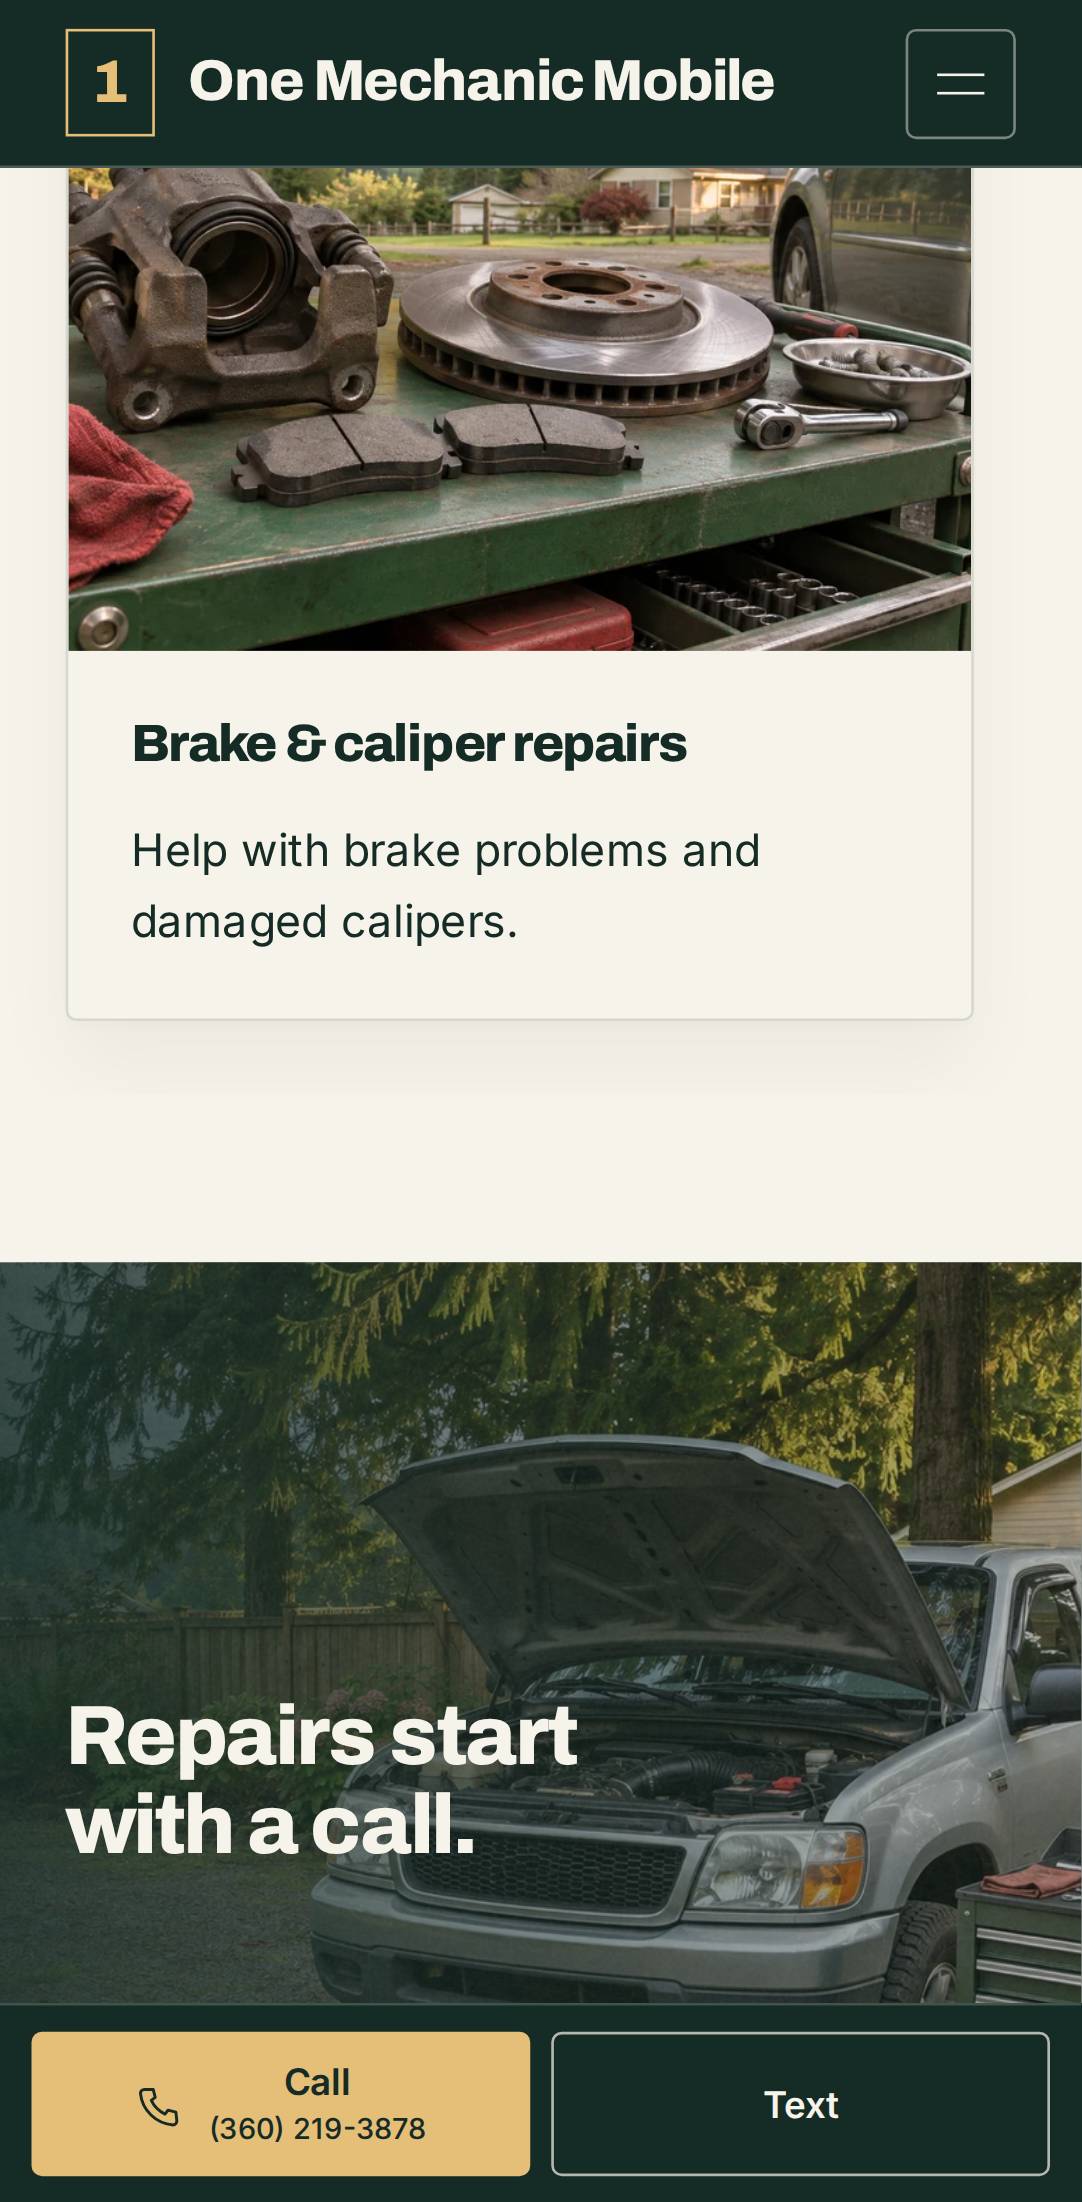 1
One Mechanic Mobile
Brake & caliper repairs
Help with brake problems and
damaged calipers.
Repairs start
with a call.
Call
(360) 219-3878
Text